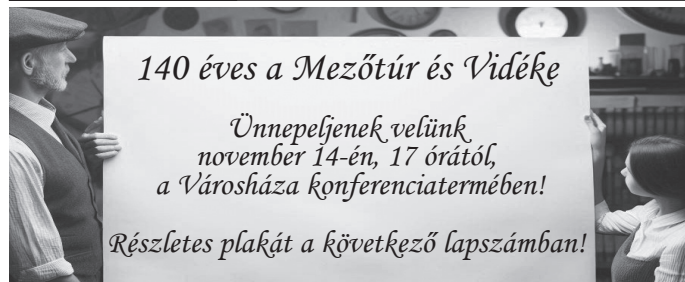 140 éves a Mezőtúr és Vidéke
Ünnepeljenek velünk
november 14-én, 17 órától,
a Városháza konferenciatermében!
Részletes plakát a következő lapszámban!